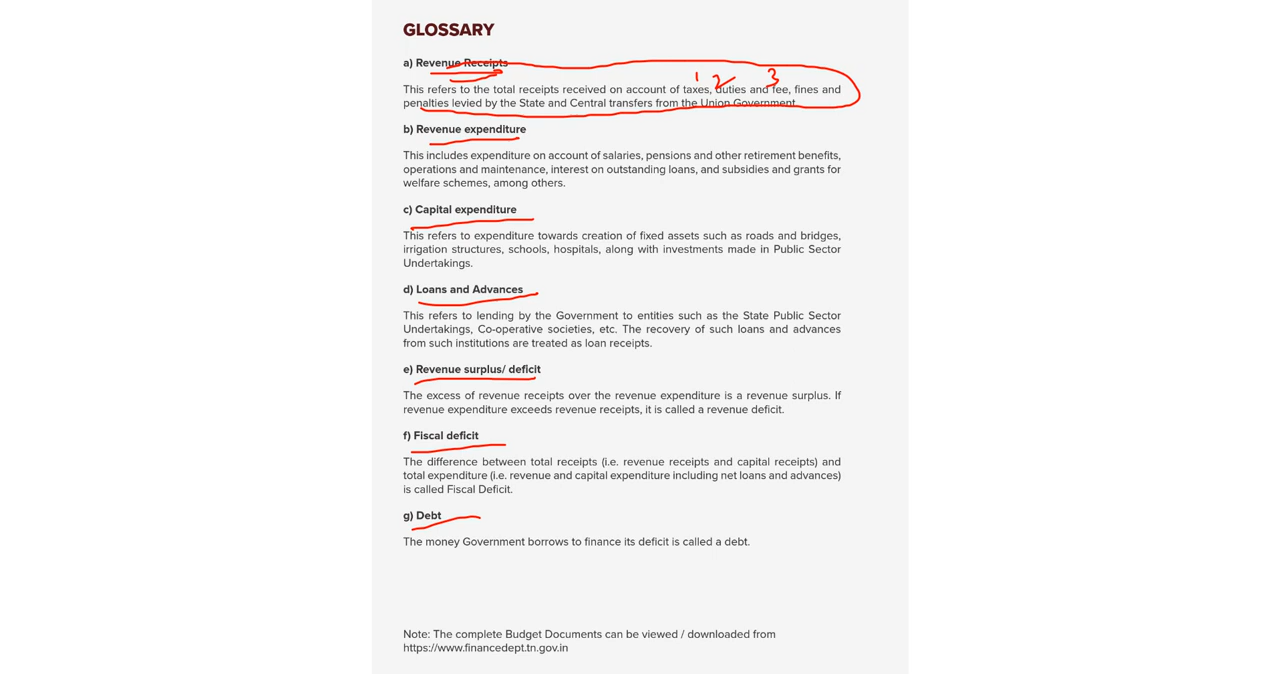 GLOSSARY
a) Revenue Receipts
1 2 3
This refers to the total receipts received on account of taxes, duties and fee, fines and
penalties levied by the State and Central transfers from the Union Government.
b) Revenue expenditure
This includes expenditure on account of salaries, pensions and other retirement benefits,
operations and maintenance, interest on outstanding loans, and subsidies and grants for
welfare schemes, among others.
c) Capital expenditure
This refers to expenditure towards creation of fixed assets such as roads and bridges,
irrigation structures, schools, hospitals, along with investments made in Public Sector
Undertakings.
d) Loans and Advances
This refers to lending by the Government to entities such as the State Public Sector
Undertakings, Co-operative societies, etc. The recovery of such loans and advances
from such institutions are treated as loan receipts.
e) Revenue surplus/ deficit
The excess of revenue receipts over the revenue expenditure is a revenue surplus. If
revenue expenditure exceeds revenue receipts, it is called a revenue deficit.
f) Fiscal deficit
The difference between total receipts (i.e. revenue receipts and capital receipts) and
total expenditure (i.e. revenue and capital expenditure including net loans and advances)
is called Fiscal Deficit.
g) Debt
The money Government borrows to finance its deficit is called a debt.
Note: The complete Budget Documents can be viewed / downloaded from
https://www.financedept.tn.gov.in